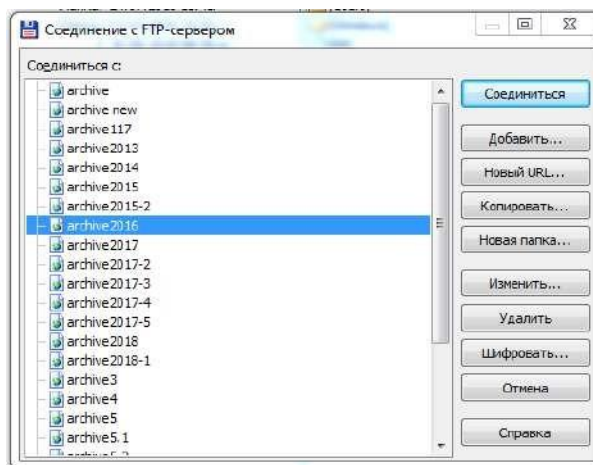 Соединение с FTP-сервером
Соединиться с:
archive
archive new
archive117
archive2013
archive2014
archive2015
archive2015-2
archive2016
archive2017
archive2017-2
archive2017-3
archive2017-4
archive2017-5
archive2018
archive2018-1
archive3
archive4
archive5
archive5.1
Соединиться
Добавить...
Новый URL...
Копировать...
Новая папка...
Изменить...
Удалить
Шифровать...
Отмена
Справка